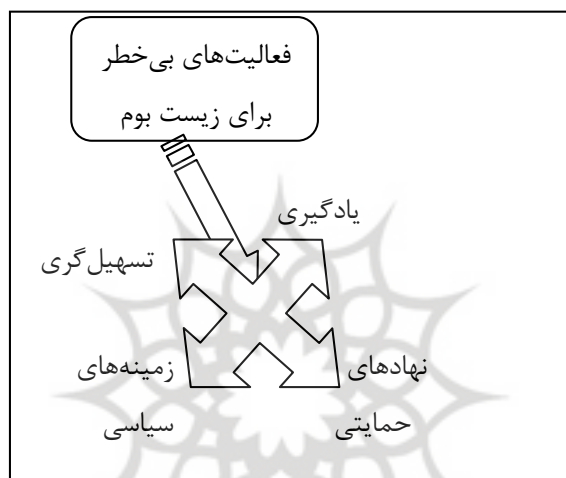 فعالیت‌های بی‌خطر
برای زیست بوم
یادگیری
تسهیل‌گری
نهادهای
حمایتی
زمینه‌های
سیاسی